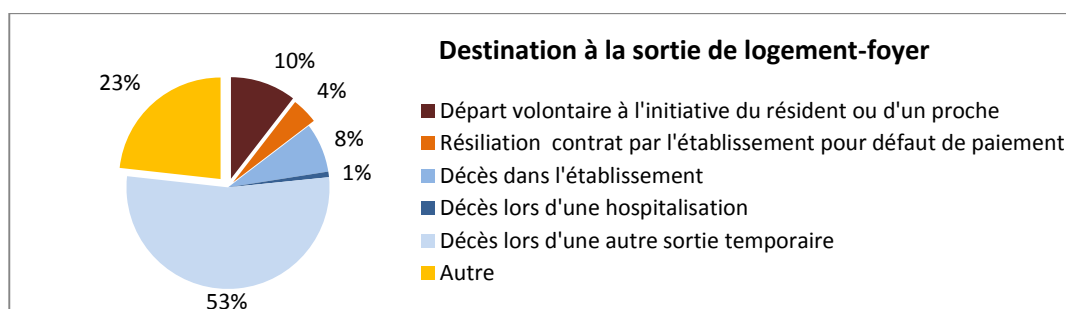 Destination à la sortie de logement-foyer
10%
4%
8%
1%
53%
23%
Départ volontaire à l'initiative du résident ou d'un proche
Résiliation contrat par l'établissement pour défaut de paiement
Décès dans l'établissement
Décès lors d'une hospitalisation
Décès lors d'une autre sortie temporaire
Autre